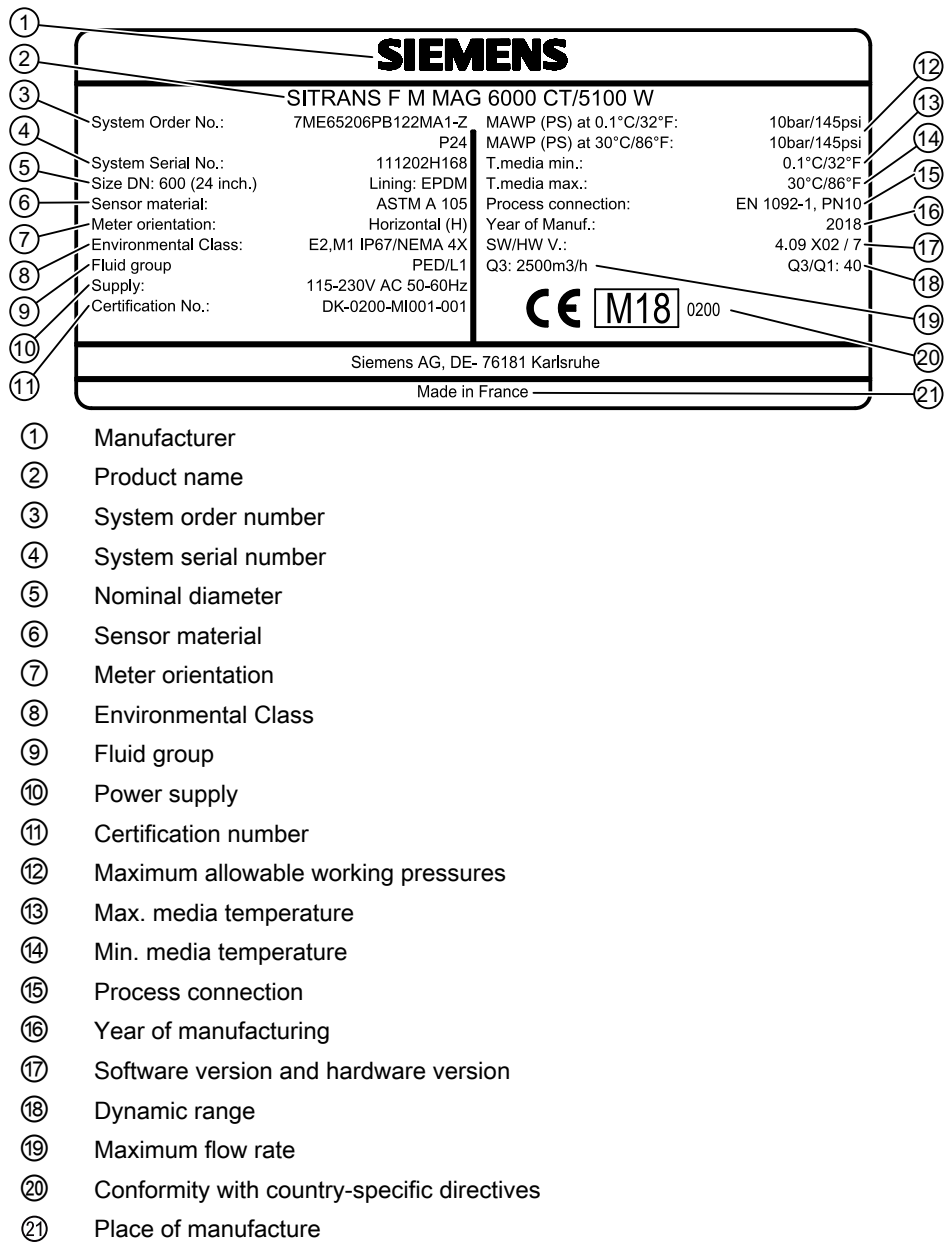 ① SIEMENS
② SITRANS F M MAG 6000 CT/5100 W
③ System Order No.: 7ME65206PB122MA1-Z MAWP (PS) at 0.1°C/32°F: 10bar/145psi ⑫
P24 MAWP (PS) at 30°C/86°F: 10bar/145psi
④ System Serial No.: 111202H168 T.media min.: 0.1°C/32°F ⑬
⑤ Size DN: 600 (24 inch.) Lining: EPDM T.media max.: 30°C/86°F ⑭
⑥ Sensor material: ASTM A 105 Process connection: EN 1092-1, PN10 ⑮
⑦ Meter orientation: Horizontal (H) Year of Manuf.: 2018 ⑯
⑧ Environmental Class: E2,M1 IP67/NEMA 4X SW/HW V.: 4.09 X02 / 7 ⑰
⑨ Fluid group PED/L1 Q3: 2500m3/h Q3/Q1: 40 ⑱
⑩ Supply: 115-230V AC 50-60Hz ⑲
⑪ Certification No.: DK-0200-MI001-001 CE M18 0200 ⑳
Siemens AG, DE- 76181 Karlsruhe
Made in France ㉑
① Manufacturer
② Product name
③ System order number
④ System serial number
⑤ Nominal diameter
⑥ Sensor material
⑦ Meter orientation
⑧ Environmental Class
⑨ Fluid group
⑩ Power supply
⑪ Certification number
⑫ Maximum allowable working pressures
⑬ Max. media temperature
⑭ Min. media temperature
⑮ Process connection
⑯ Year of manufacturing
⑰ Software version and hardware version
⑱ Dynamic range
⑲ Maximum flow rate
⑳ Conformity with country-specific directives
㉑ Place of manufacture